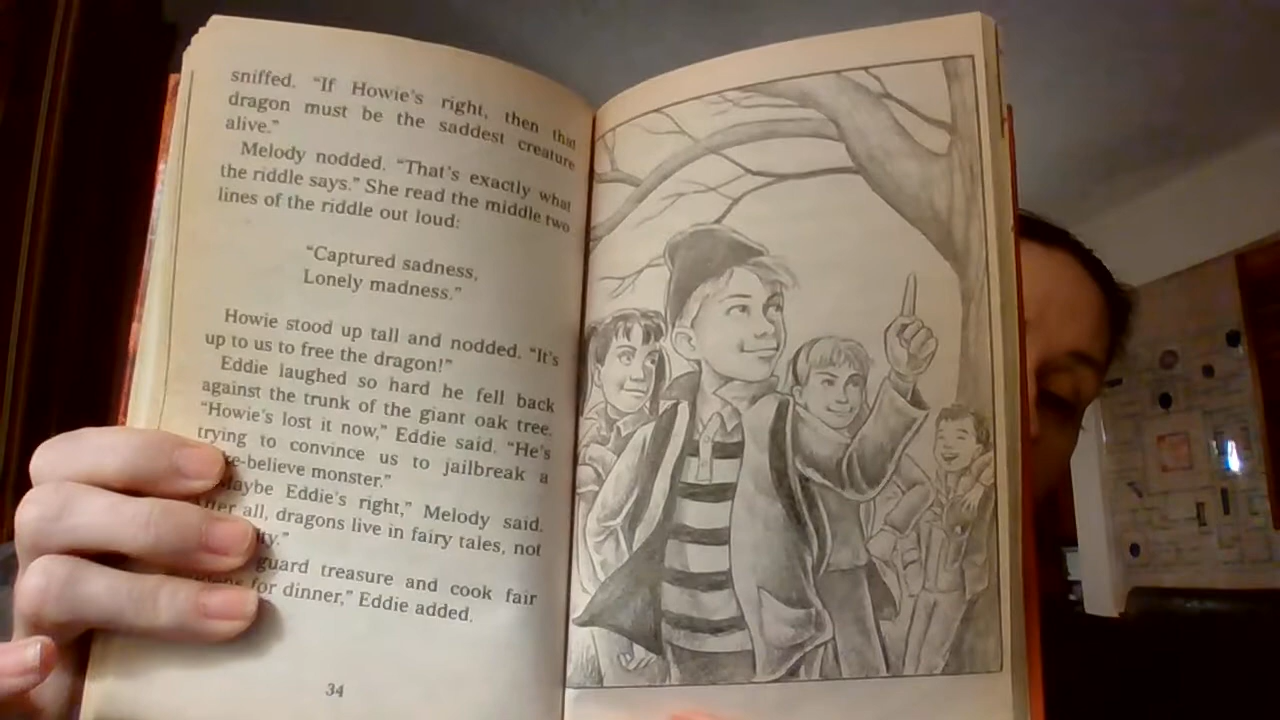 sniffed. "If Howie's right, then that
dragon must be the saddest creature
alive."
Melody nodded. "That's exactly what
the riddle says." She read the middle two
lines of the riddle out loud:
"Captured sadness,
Lonely madness."
Howie stood up tall and nodded. "It's
up to us to free the dragon!"
Eddie laughed so hard he fell back
against the trunk of the giant oak tree.
"Howie's lost it now," Eddie said. "He's
trying to convince us to jailbreak a
ke-believe monster."
Maybe Eddie's right," Melody said.
fter all, dragons live in fairy tales, not
ity."
guard treasure and cook fair
for dinner," Eddie added.
34